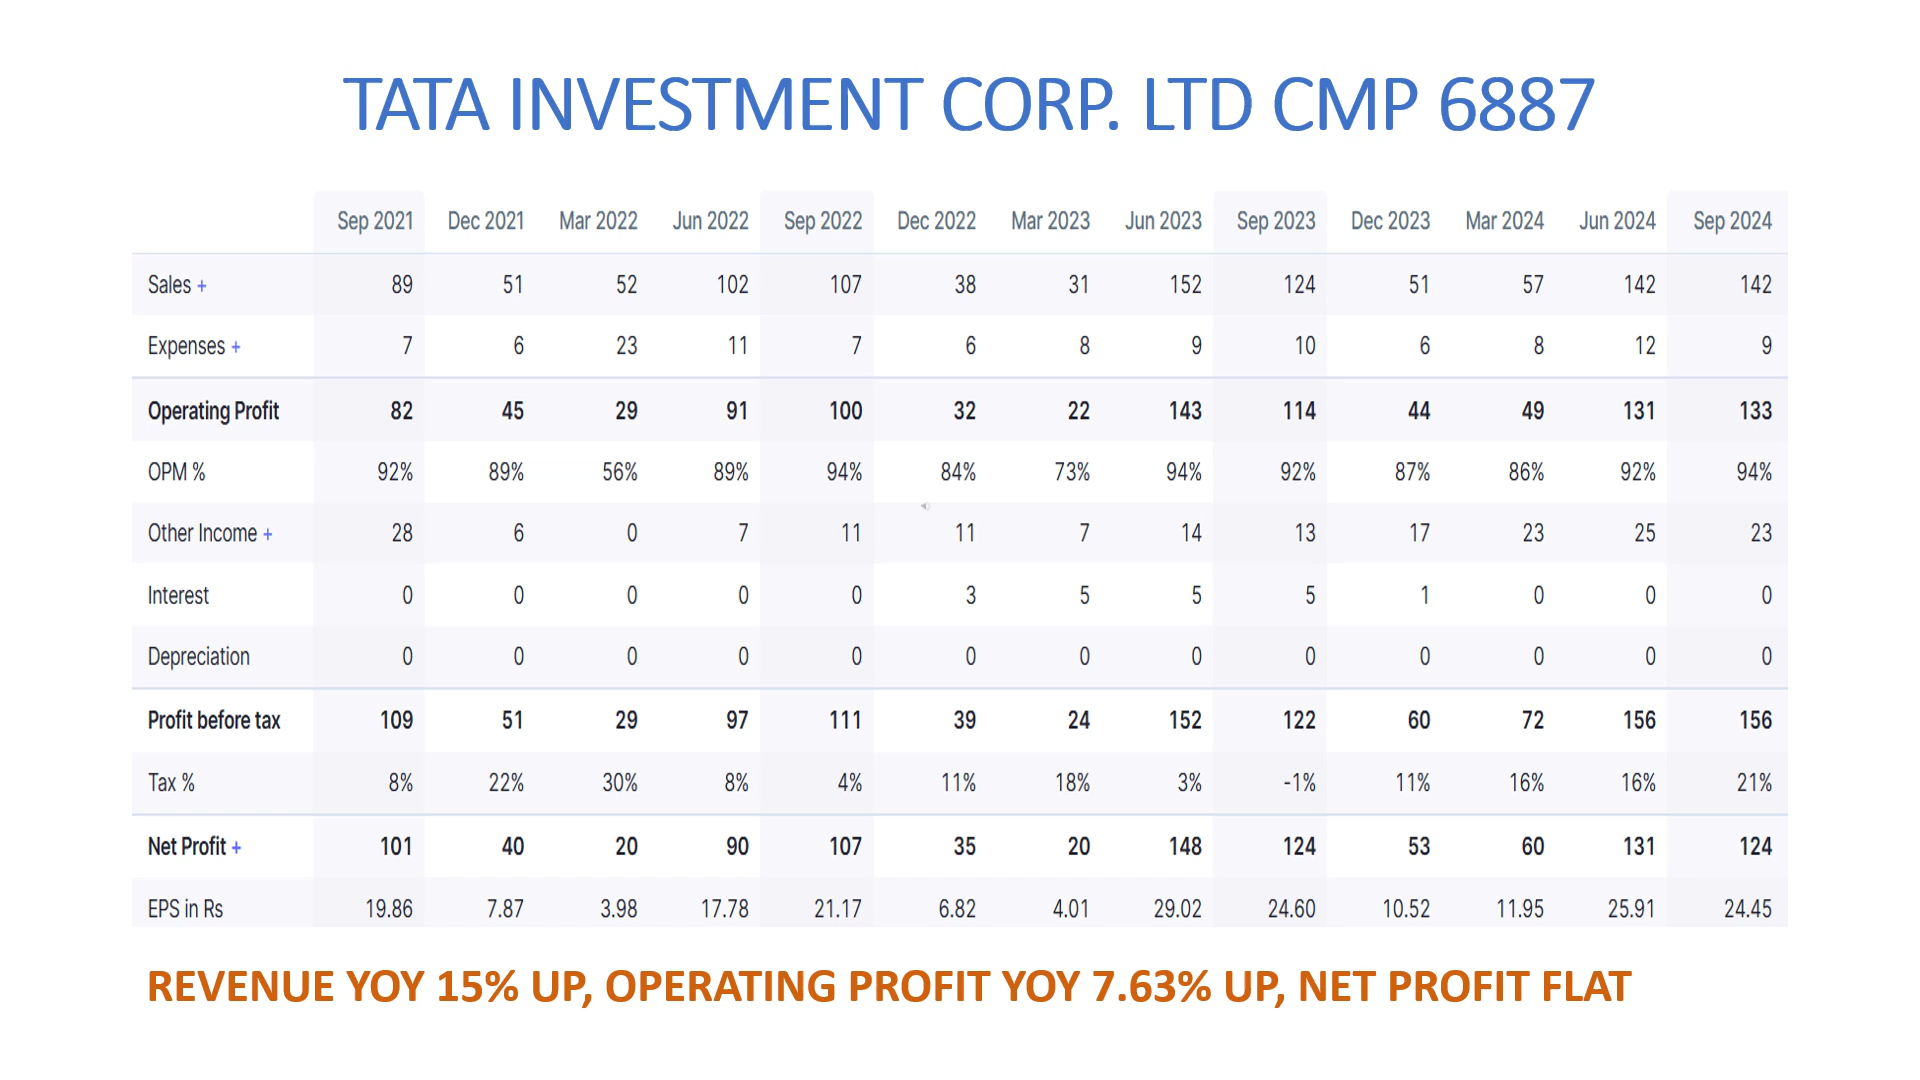 TATA INVESTMENT CORP. LTD CMP 6887
Sep 2021 Dec 2021 Mar 2022 Jun 2022 Sep 2022 Dec 2022 Mar 2023 Jun 2023 Sep 2023 Dec 2023 Mar 2024 Jun 2024 Sep 2024
Sales + 89 51 52 102 107 38 31 152 124 51 57 142 142
Expenses + 7 6 23 11 7 6 8 9 10 6 8 12 9
Operating Profit 82 45 29 91 100 32 22 143 114 44 49 131 133
OPM % 92% 89% 56% 89% 94% 84% 73% 94% 92% 87% 86% 92% 94%
Other Income + 28 6 0 7 11 11 7 14 13 17 23 25 23
Interest 0 0 0 0 0 3 5 5 5 1 0 0 0
Depreciation 0 0 0 0 0 0 0 0 0 0 0 0 0
Profit before tax 109 51 29 97 111 39 24 152 122 60 72 156 156
Tax % 8% 22% 30% 8% 4% 11% 18% 3% -1% 11% 16% 16% 21%
Net Profit + 101 40 20 90 107 35 20 148 124 53 60 131 124
EPS in Rs 19.86 7.87 3.98 17.78 21.17 6.82 4.01 29.02 24.60 10.52 11.95 25.91 24.45
REVENUE YOY 15% UP, OPERATING PROFIT YOY 7.63% UP, NET PROFIT FLAT